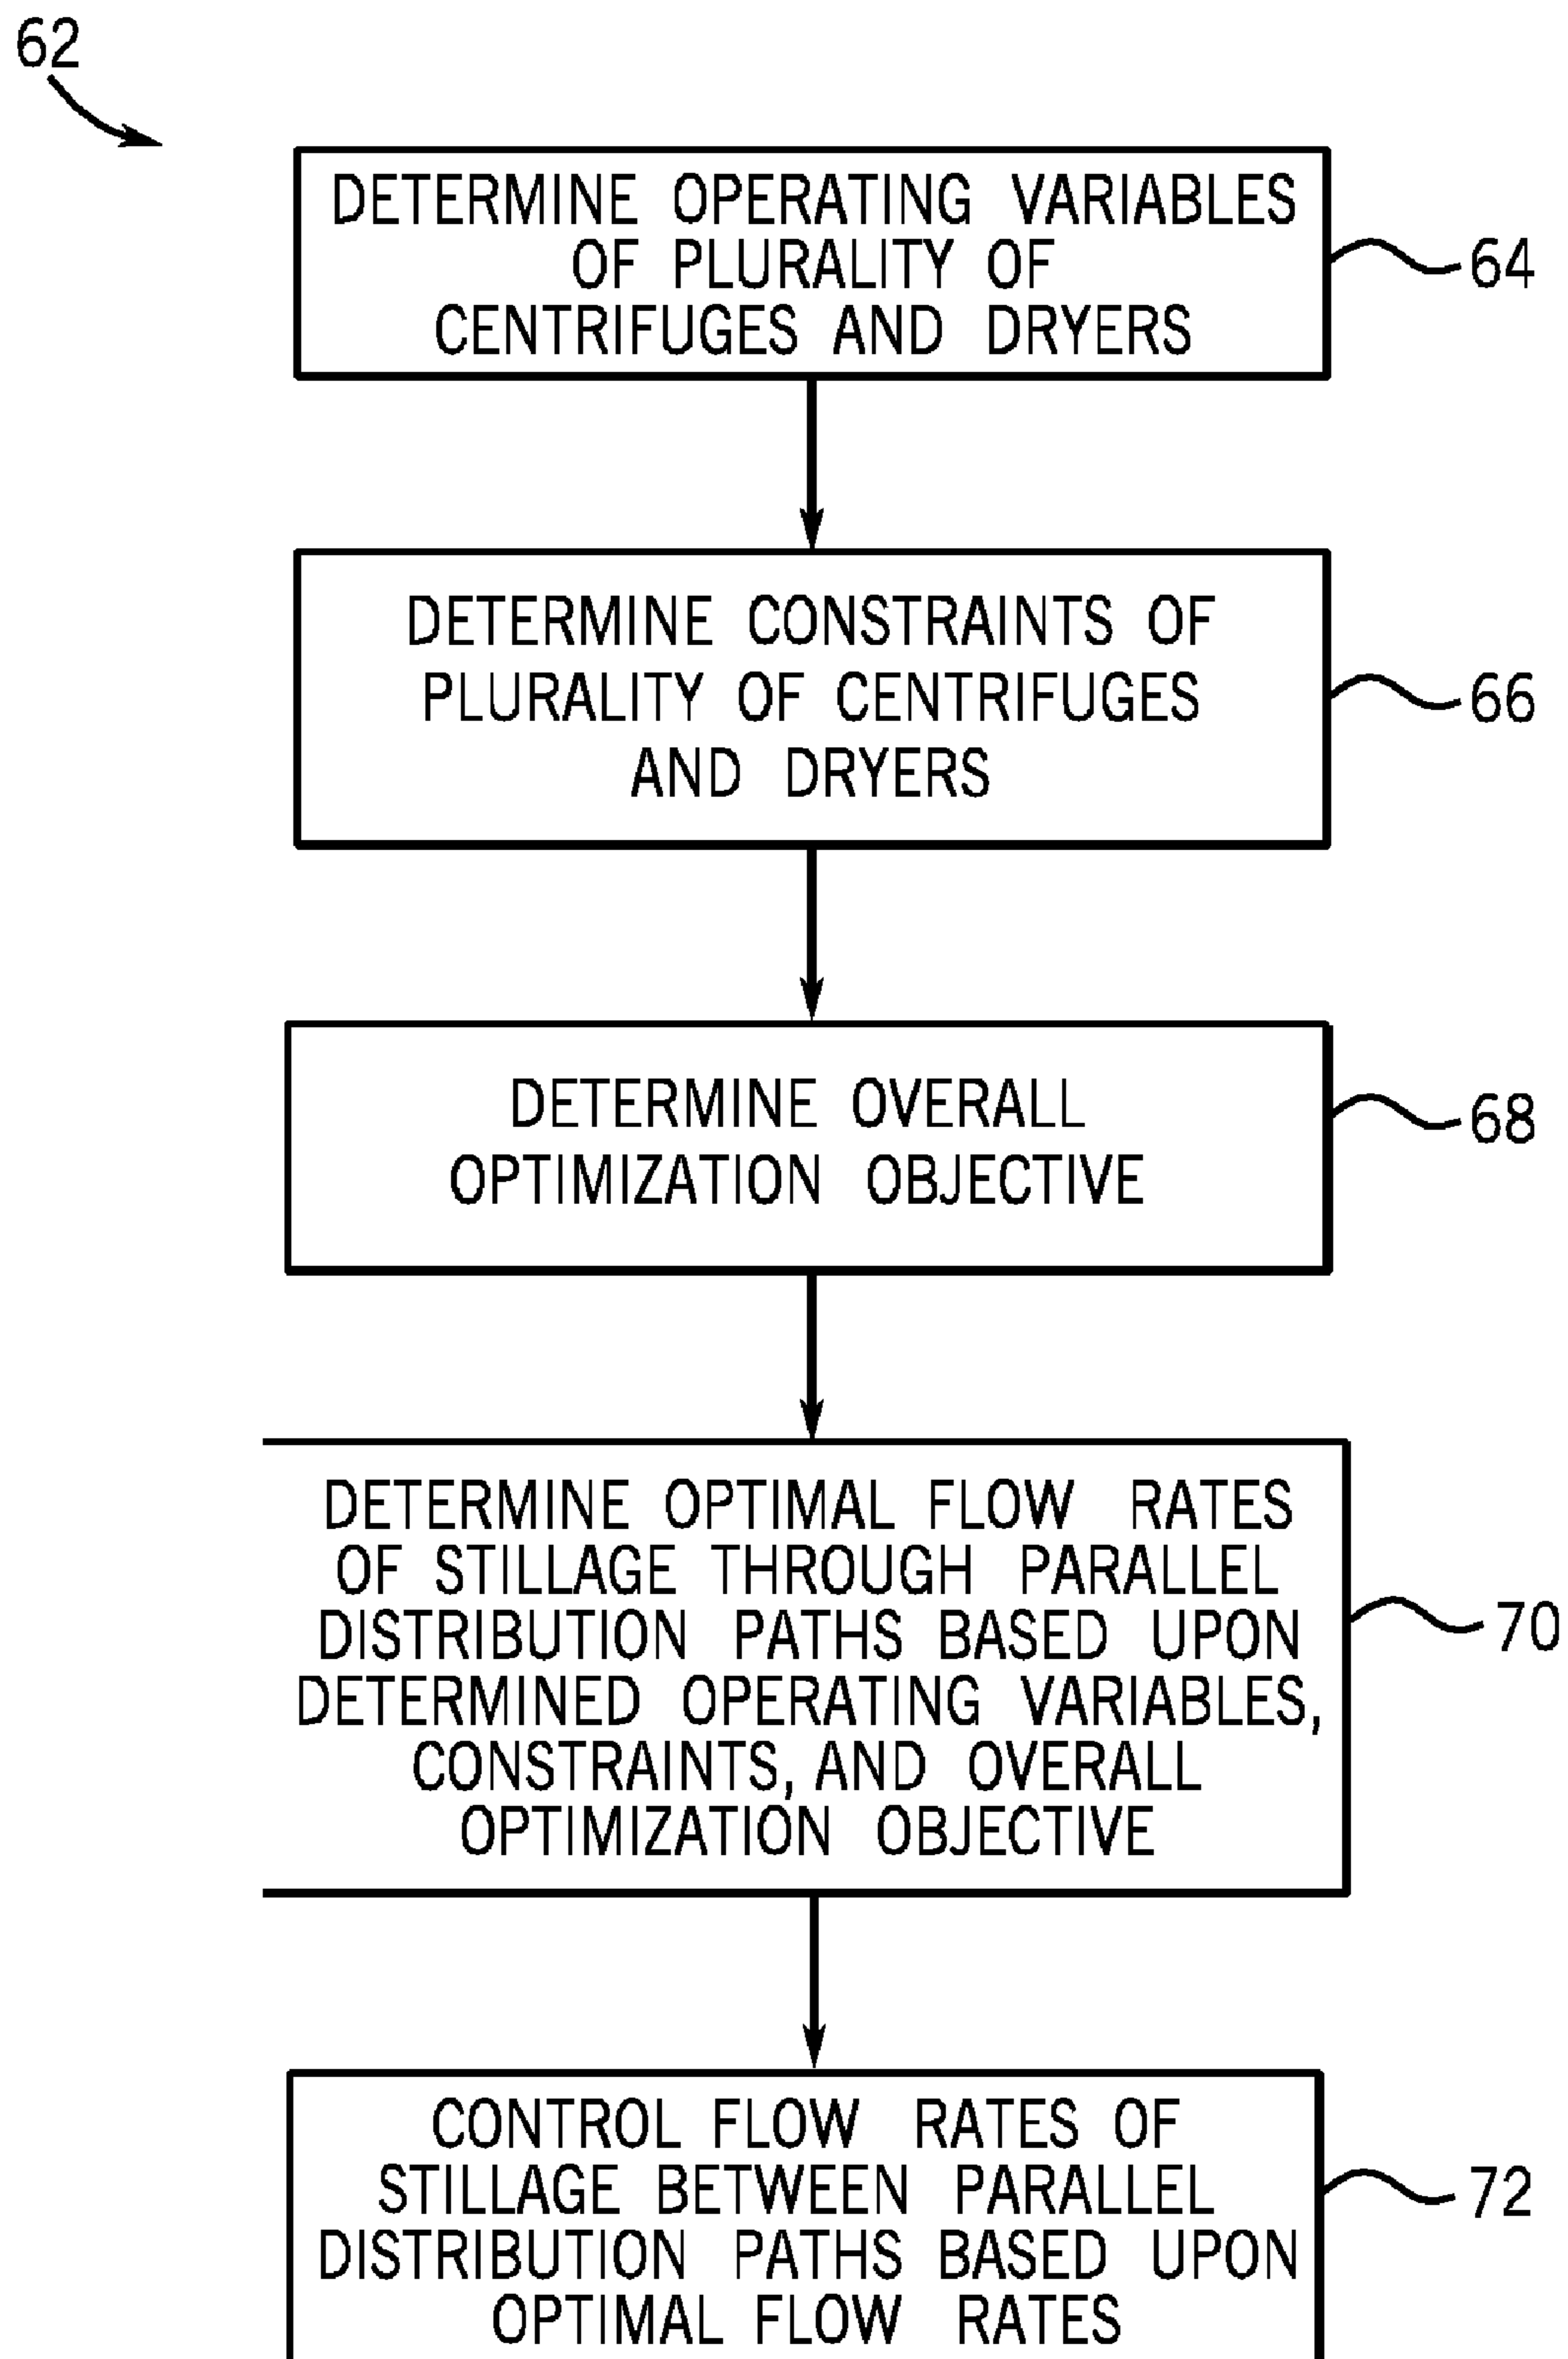 62
DETERMINE OPERATING VARIABLES
OF PLURALITY OF
CENTRIFUGES AND DRYERS
64
DETERMINE CONSTRAINTS OF
PLURALITY OF CENTRIFUGES
AND DRYERS
66
DETERMINE OVERALL
OPTIMIZATION OBJECTIVE
68
DETERMINE OPTIMAL FLOW RATES
OF STILLAGE THROUGH PARALLEL
DISTRIBUTION PATHS BASED UPON
DETERMINED OPERATING VARIABLES,
CONSTRAINTS, AND OVERALL
OPTIMIZATION OBJECTIVE
70
CONTROL FLOW RATES OF
STILLAGE BETWEEN PARALLEL
DISTRIBUTION PATHS BASED UPON
OPTIMAL FLOW RATES
72